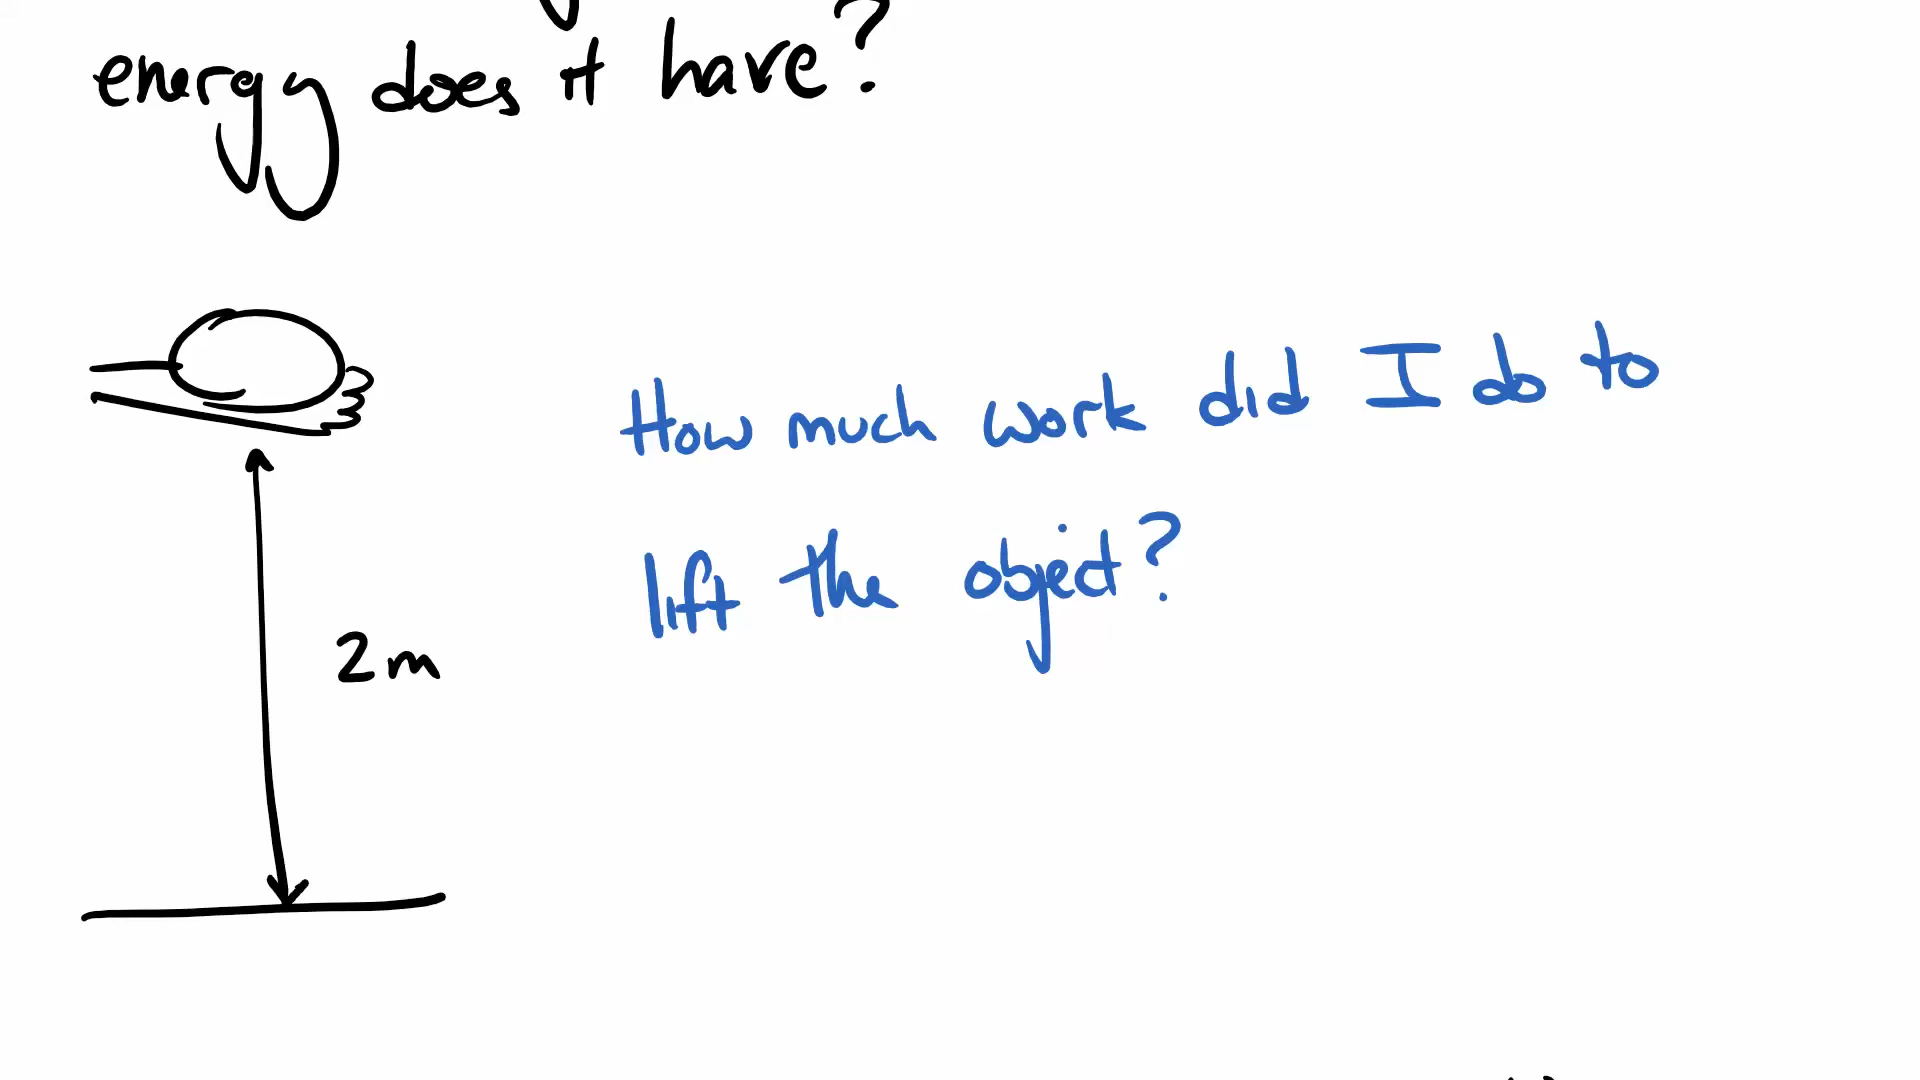 energy does it have?
How much work did I do to
lift the object?
2m